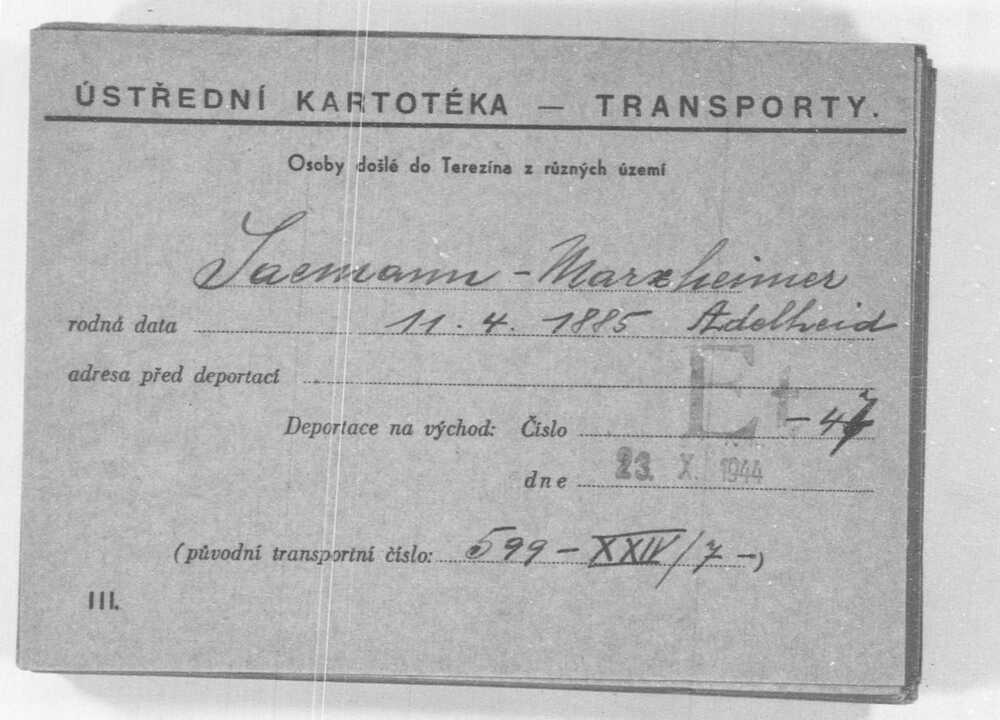 ÚSTŘEDNÍ KARTOTÉKA — TRANSPORTY.
Osoby došlé do Terezína z různých území
Saemann - Marxheimer
rodná data 11. 4. 1885 Adelheid
adresa před deportací
Deportace na východ: Číslo Et - 47
dne 23. X. 1944
(původní transportní číslo: 599 - XXIV/7 - )
III.